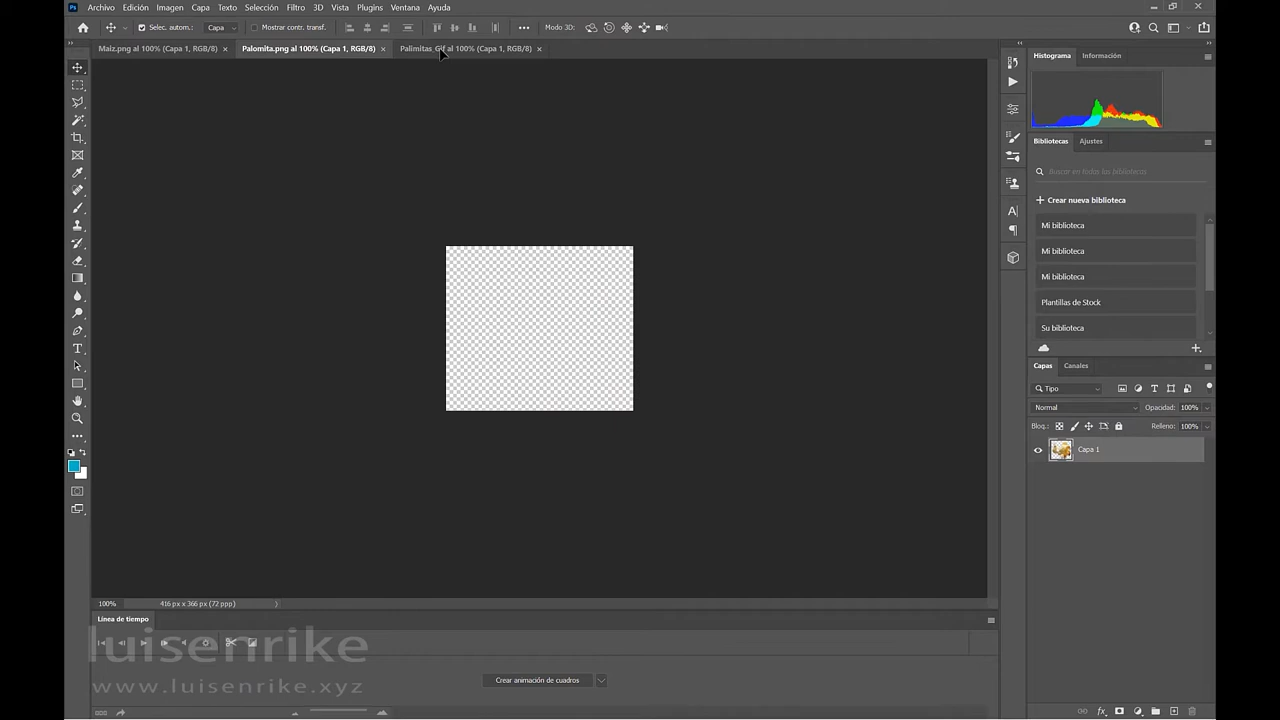 Ps Archivo Edición Imagen Capa Texto Selección Filtro 3D Vista Plugins Ventana Ayuda
Selec. autom.: Capa Mostrar contr. transf. ••• Modo 3D:
Maiz.png al 100% (Capa 1, RGB/8) × Palomita.png al 100% (Capa 1, RGB/8) × Palimitas_Gif al 100% (Capa 1, RGB/8) ×
Histograma Información
Bibliotecas Ajustes
Buscar en todas las bibliotecas
+ Crear nueva biblioteca
Mi biblioteca
Mi biblioteca
Mi biblioteca
Plantillas de Stock
Su biblioteca
Capas Canales
Tipo
Normal Opacidad: 100%
Bloq.: Relleno: 100%
Capa 1
100% 416 px x 366 px (72 ppp)
Línea de tiempo
luisenrike
www.luisenrike.xyz
Crear animación de cuadros